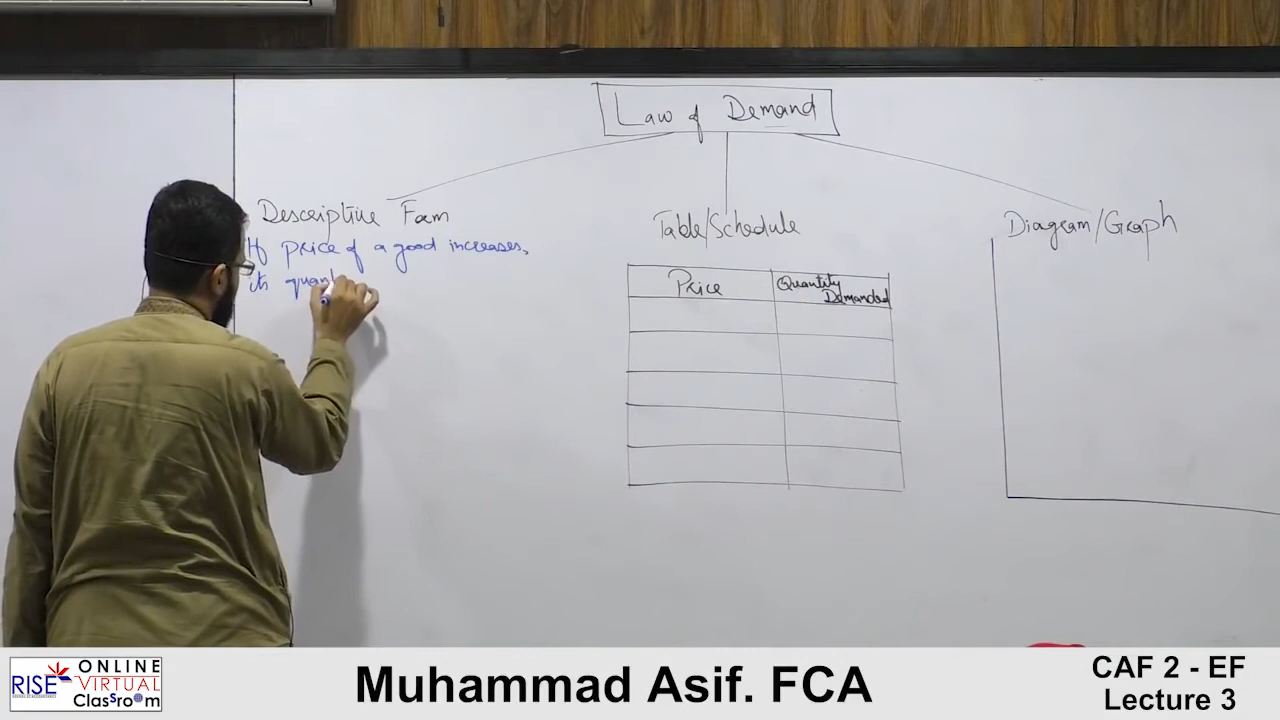 Law of Demand
Descriptive Form
If price of a good increases,
its quant
Table/Schedule
Price
Quantity
Demanded
Diagram/Graph
RISE
ONLINE
VIRTUAL
Classroom
Muhammad Asif. FCA
CAF 2 - EF
Lecture 3